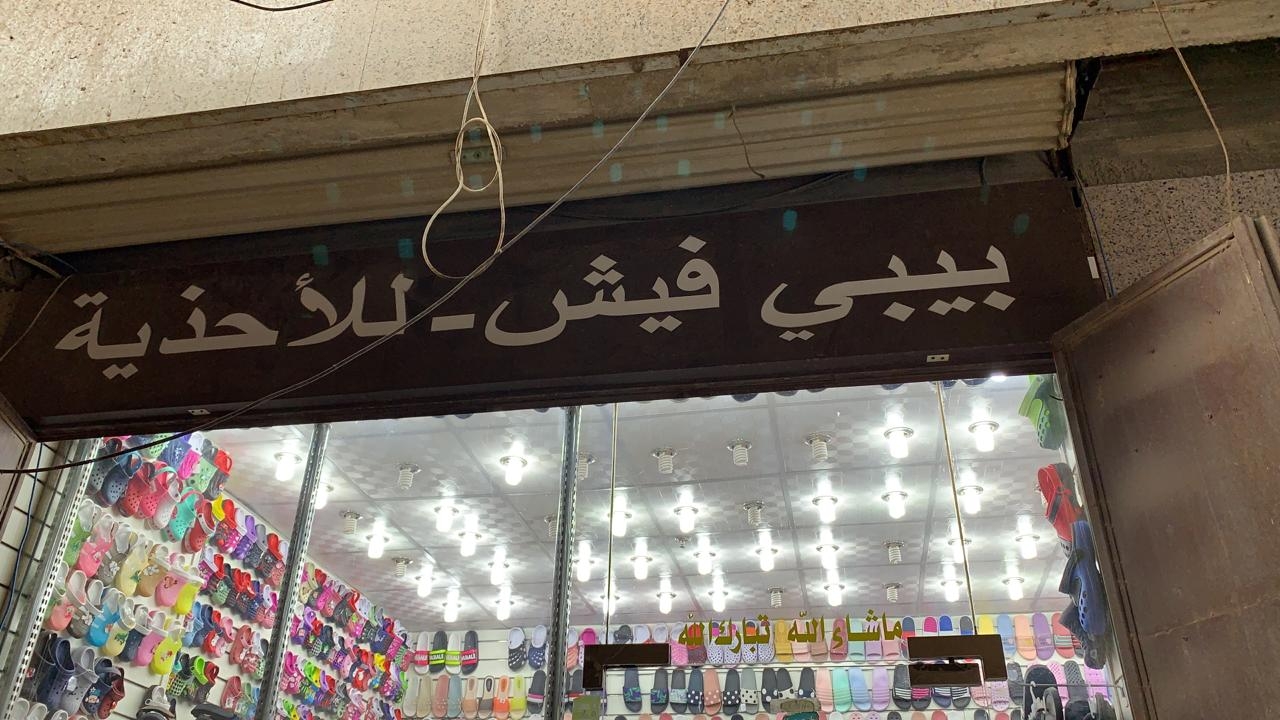 بيبي فيش - للأحذية
ماشاء الله تبارك الله